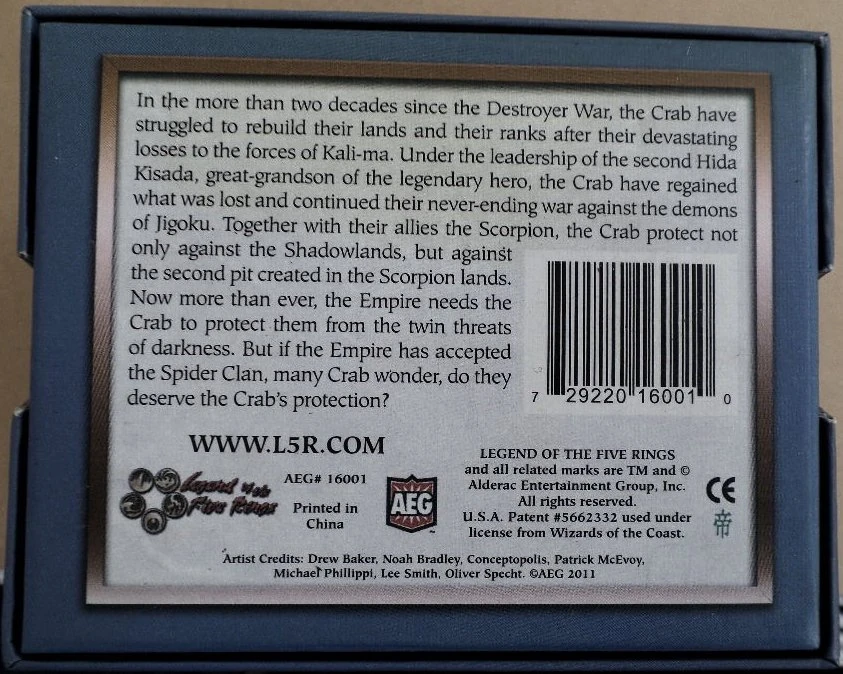 In the more than two decades since the Destroyer War, the Crab have
struggled to rebuild their lands and their ranks after their devastating
losses to the forces of Kali-ma. Under the leadership of the second Hida
Kisada, great-grandson of the legendary hero, the Crab have regained
what was lost and continued their never-ending war against the demons
of Jigoku. Together with their allies the Scorpion, the Crab protect not
only against the Shadowlands, but against
the second pit created in the Scorpion lands.
Now more than ever, the Empire needs the
Crab to protect them from the twin threats
of darkness. But if the Empire has accepted
the Spider Clan, many Crab wonder, do they
deserve the Crab's protection?
7 29220 16001 0
WWW.L5R.COM
Legend of the
Five Rings
AEG# 16001
Printed in
China
AEG
LEGEND OF THE FIVE RINGS
and all related marks are TM and ©
Alderac Entertainment Group, Inc.
All rights reserved.
U.S.A. Patent #5662332 used under
license from Wizards of the Coast.
CE
帝
Artist Credits: Drew Baker, Noah Bradley, Conceptopolis, Patrick McEvoy,
Michael Phillippi, Lee Smith, Oliver Specht. ©AEG 2011